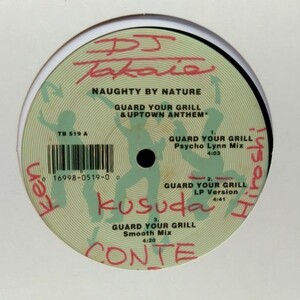 DJ
Takaie
NAUGHTY BY NATURE
GUARD YOUR GRILL
& UPTOWN ANTHEM*
TB 519 A
0 16998-0519-0
1.
GUARD YOUR GRILL
Psycho Lynn Mix
4:03
2.
GUARD YOUR GRILL
LP Version
4:41
3.
GUARD YOUR GRILL
Smooth Mix
4:20
Ken
Kusuda
Hiroshi
CONTE